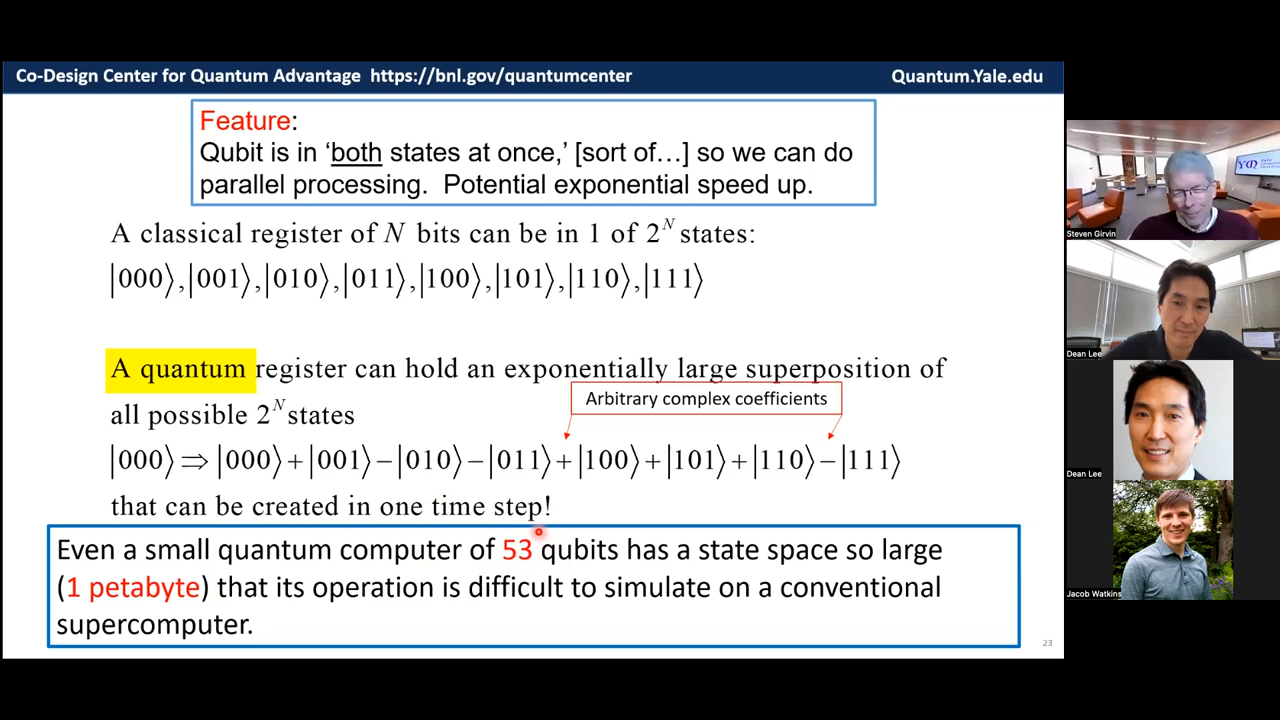 Co-Design Center for Quantum Advantage https://bnl.gov/quantumcenter
Quantum.Yale.edu
Feature:
Qubit is in ‘both states at once,’ [sort of…] so we can do
parallel processing. Potential exponential speed up.
A classical register of N bits can be in 1 of 2^N states:
|000⟩,|001⟩,|010⟩,|011⟩,|100⟩,|101⟩,|110⟩,|111⟩
A quantum register can hold an exponentially large superposition of
all possible 2^N states
Arbitrary complex coefficients
|000⟩⇒|000⟩+|001⟩−|010⟩−|011⟩+|100⟩+|101⟩+|110⟩−|111⟩
that can be created in one time step!
Even a small quantum computer of 53 qubits has a state space so large
(1 petabyte) that its operation is difficult to simulate on a conventional
supercomputer.
23
Steven Girvin
Dean Lee
Dean Lee
Jacob Watkins